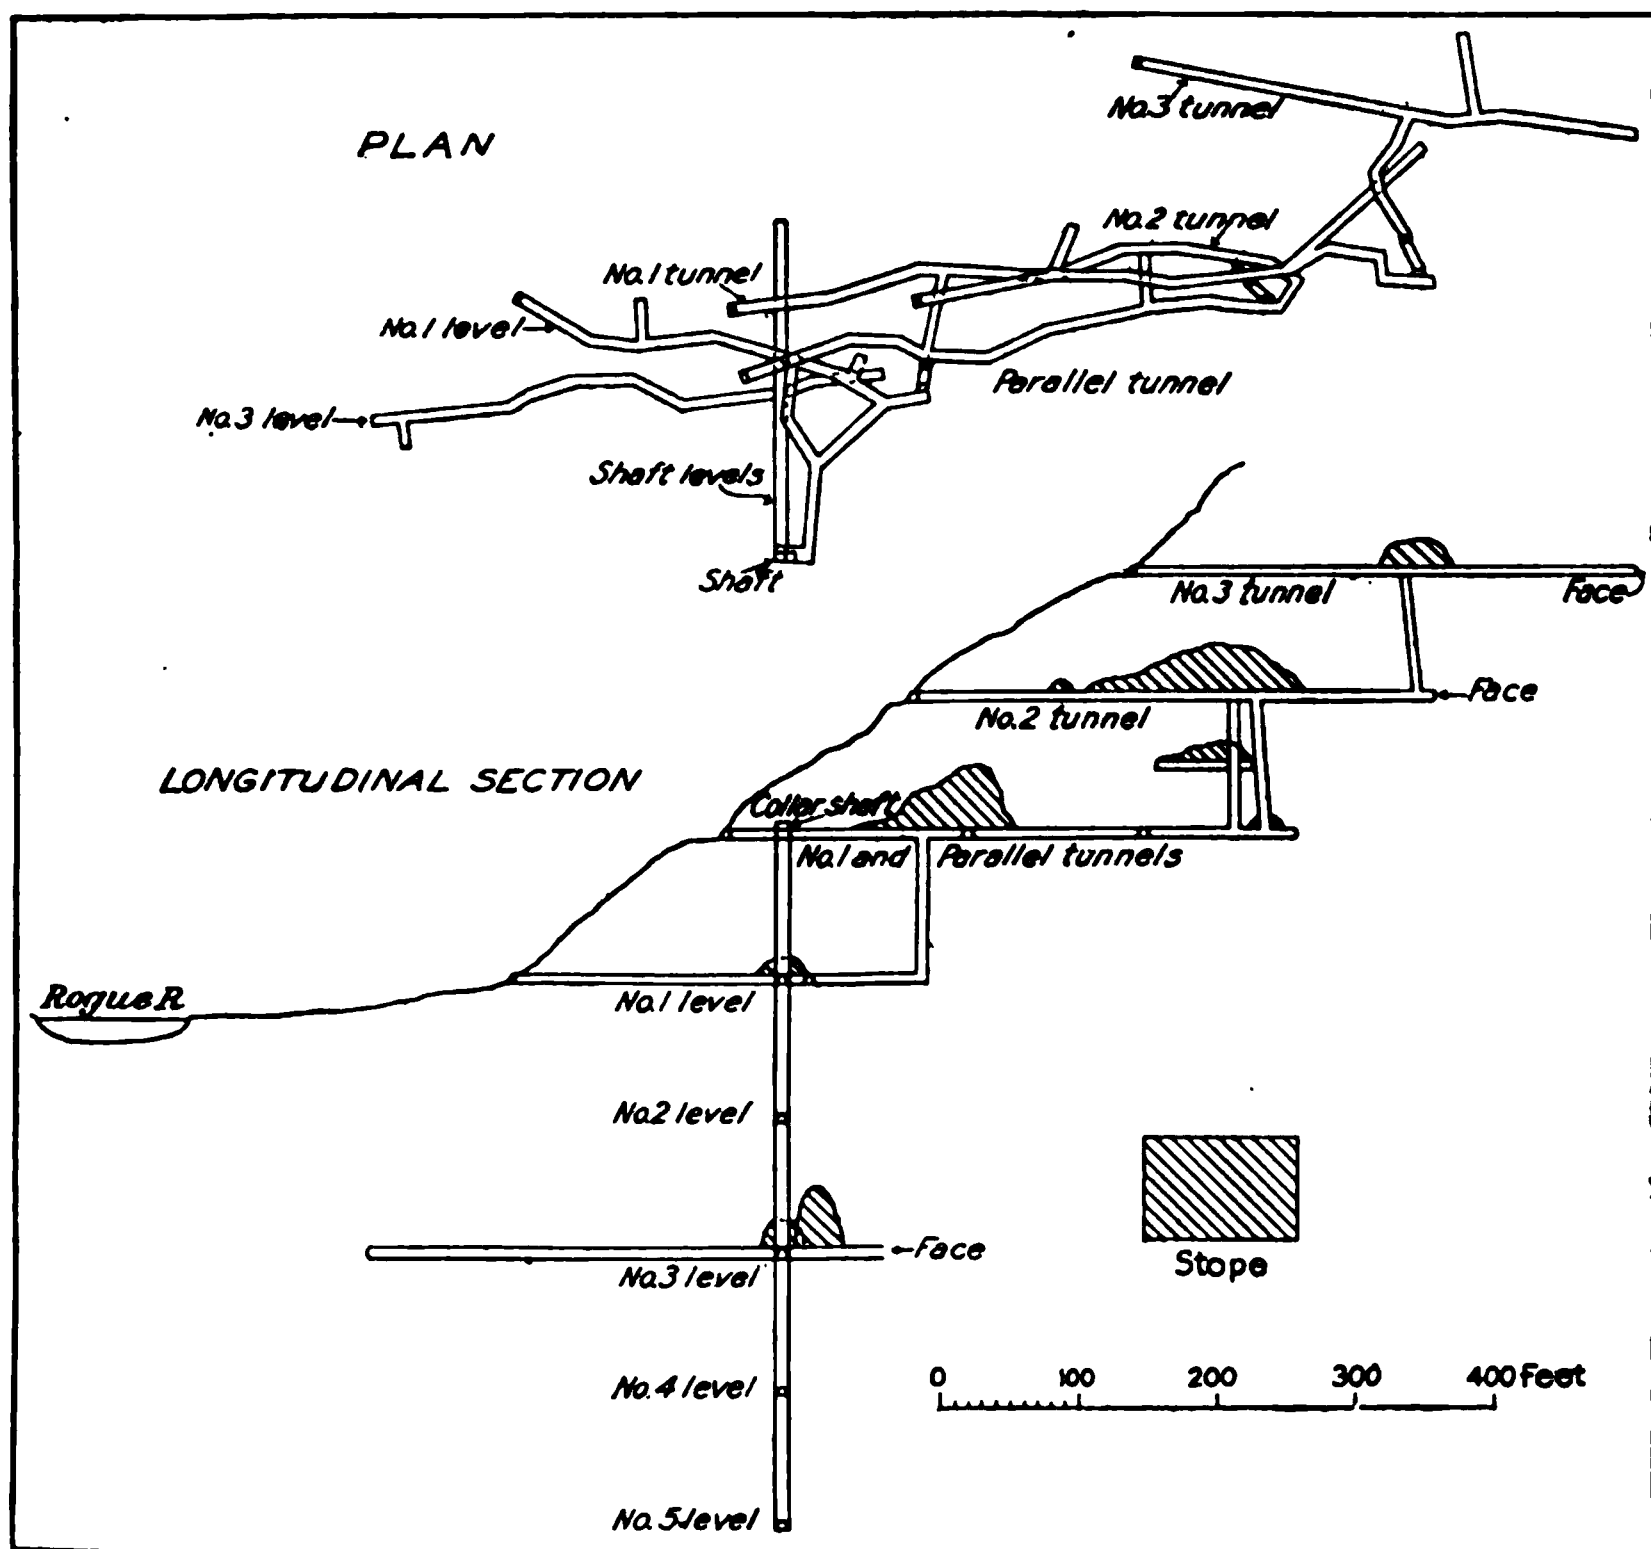 PLAN
No.3 tunnel
No.2 tunnel
No.1 tunnel
No.1 level
Parallel tunnel
No.3 level
Shaft levels
Shaft
No.3 tunnel
Face
Face
No.2 tunnel
LONGITUDINAL SECTION
Collar shaft
No.1 and Parallel tunnels
Rogue R
No.1 level
No.2 level
Face
No.3 level
Stope
0 100 200 300 400 Feet
No.4 level
No.5 level